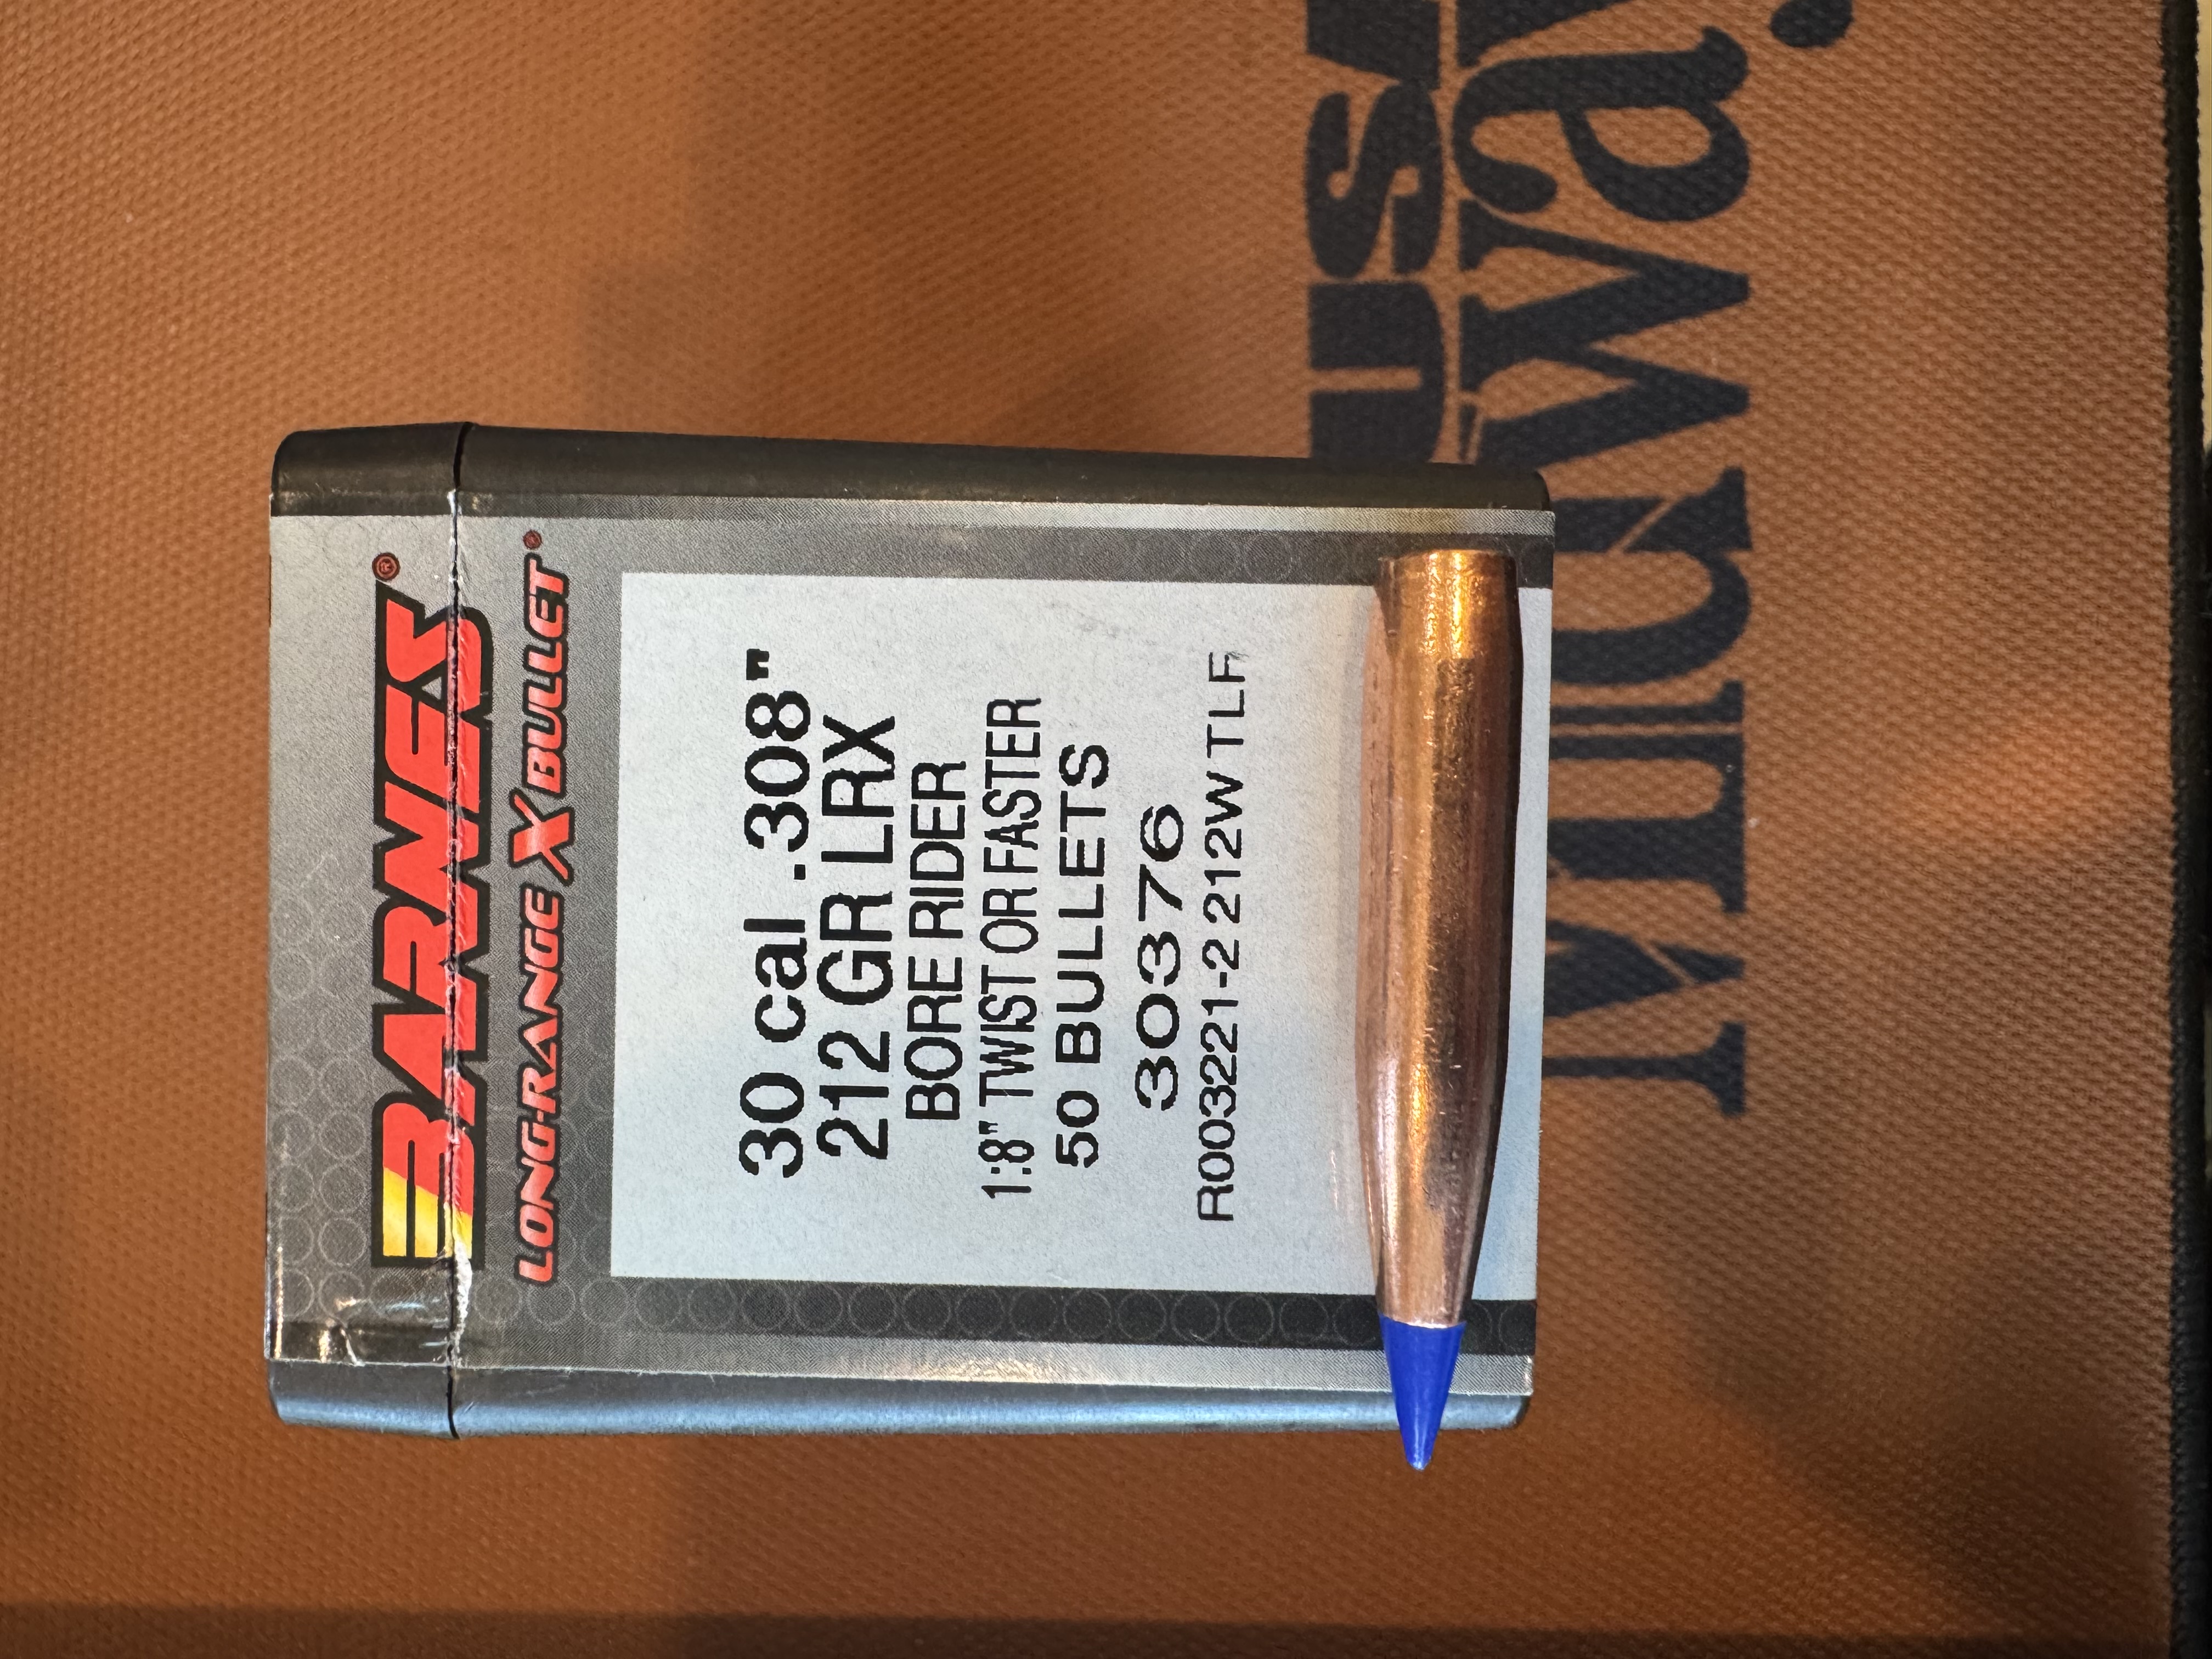 BARNES®
LONG-RANGE X BULLET®
30 cal .308"
212 GR LRX
BORE RIDER
1:8" TWIST OR FASTER
50 BULLETS
30376
R003221-2 212W TLF